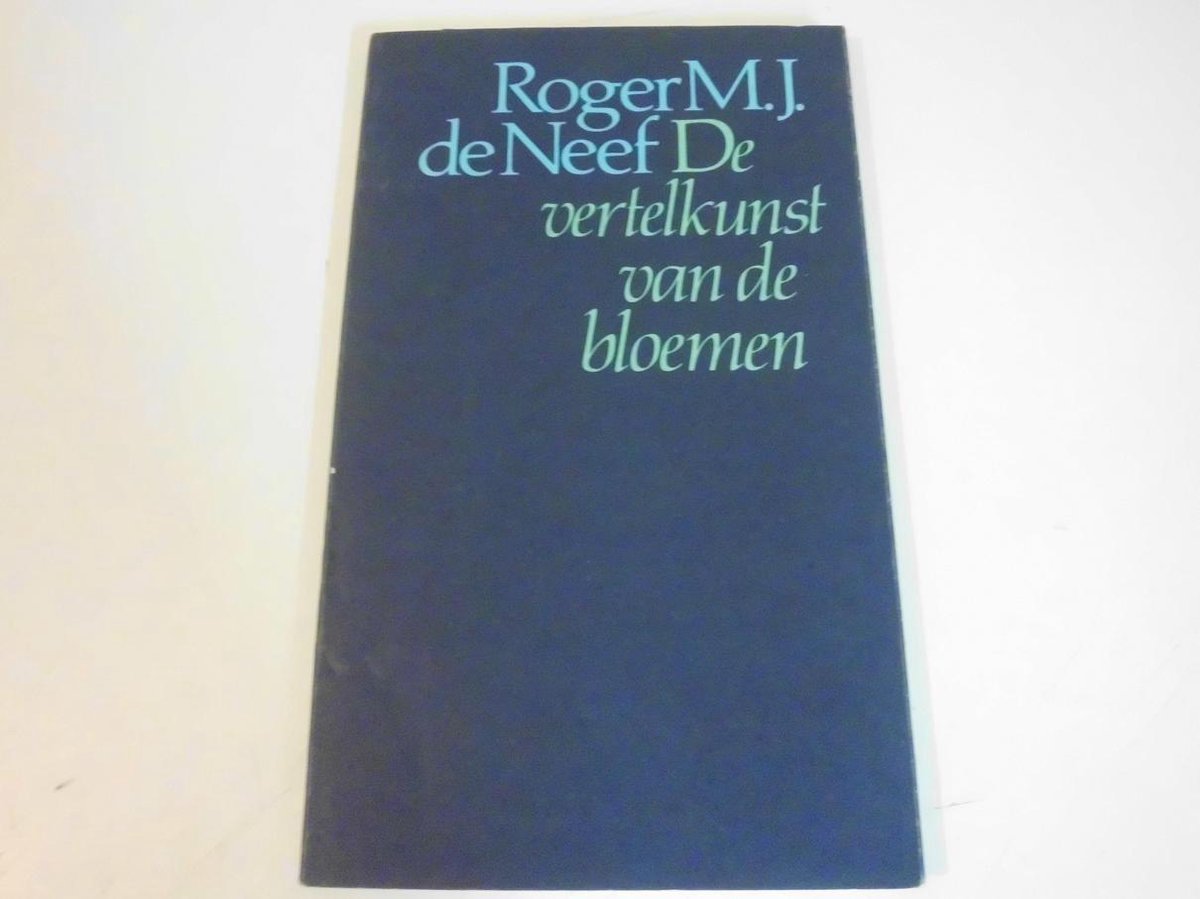 Roger M. J.
de Neef De
vertelkunst
van de
bloemen